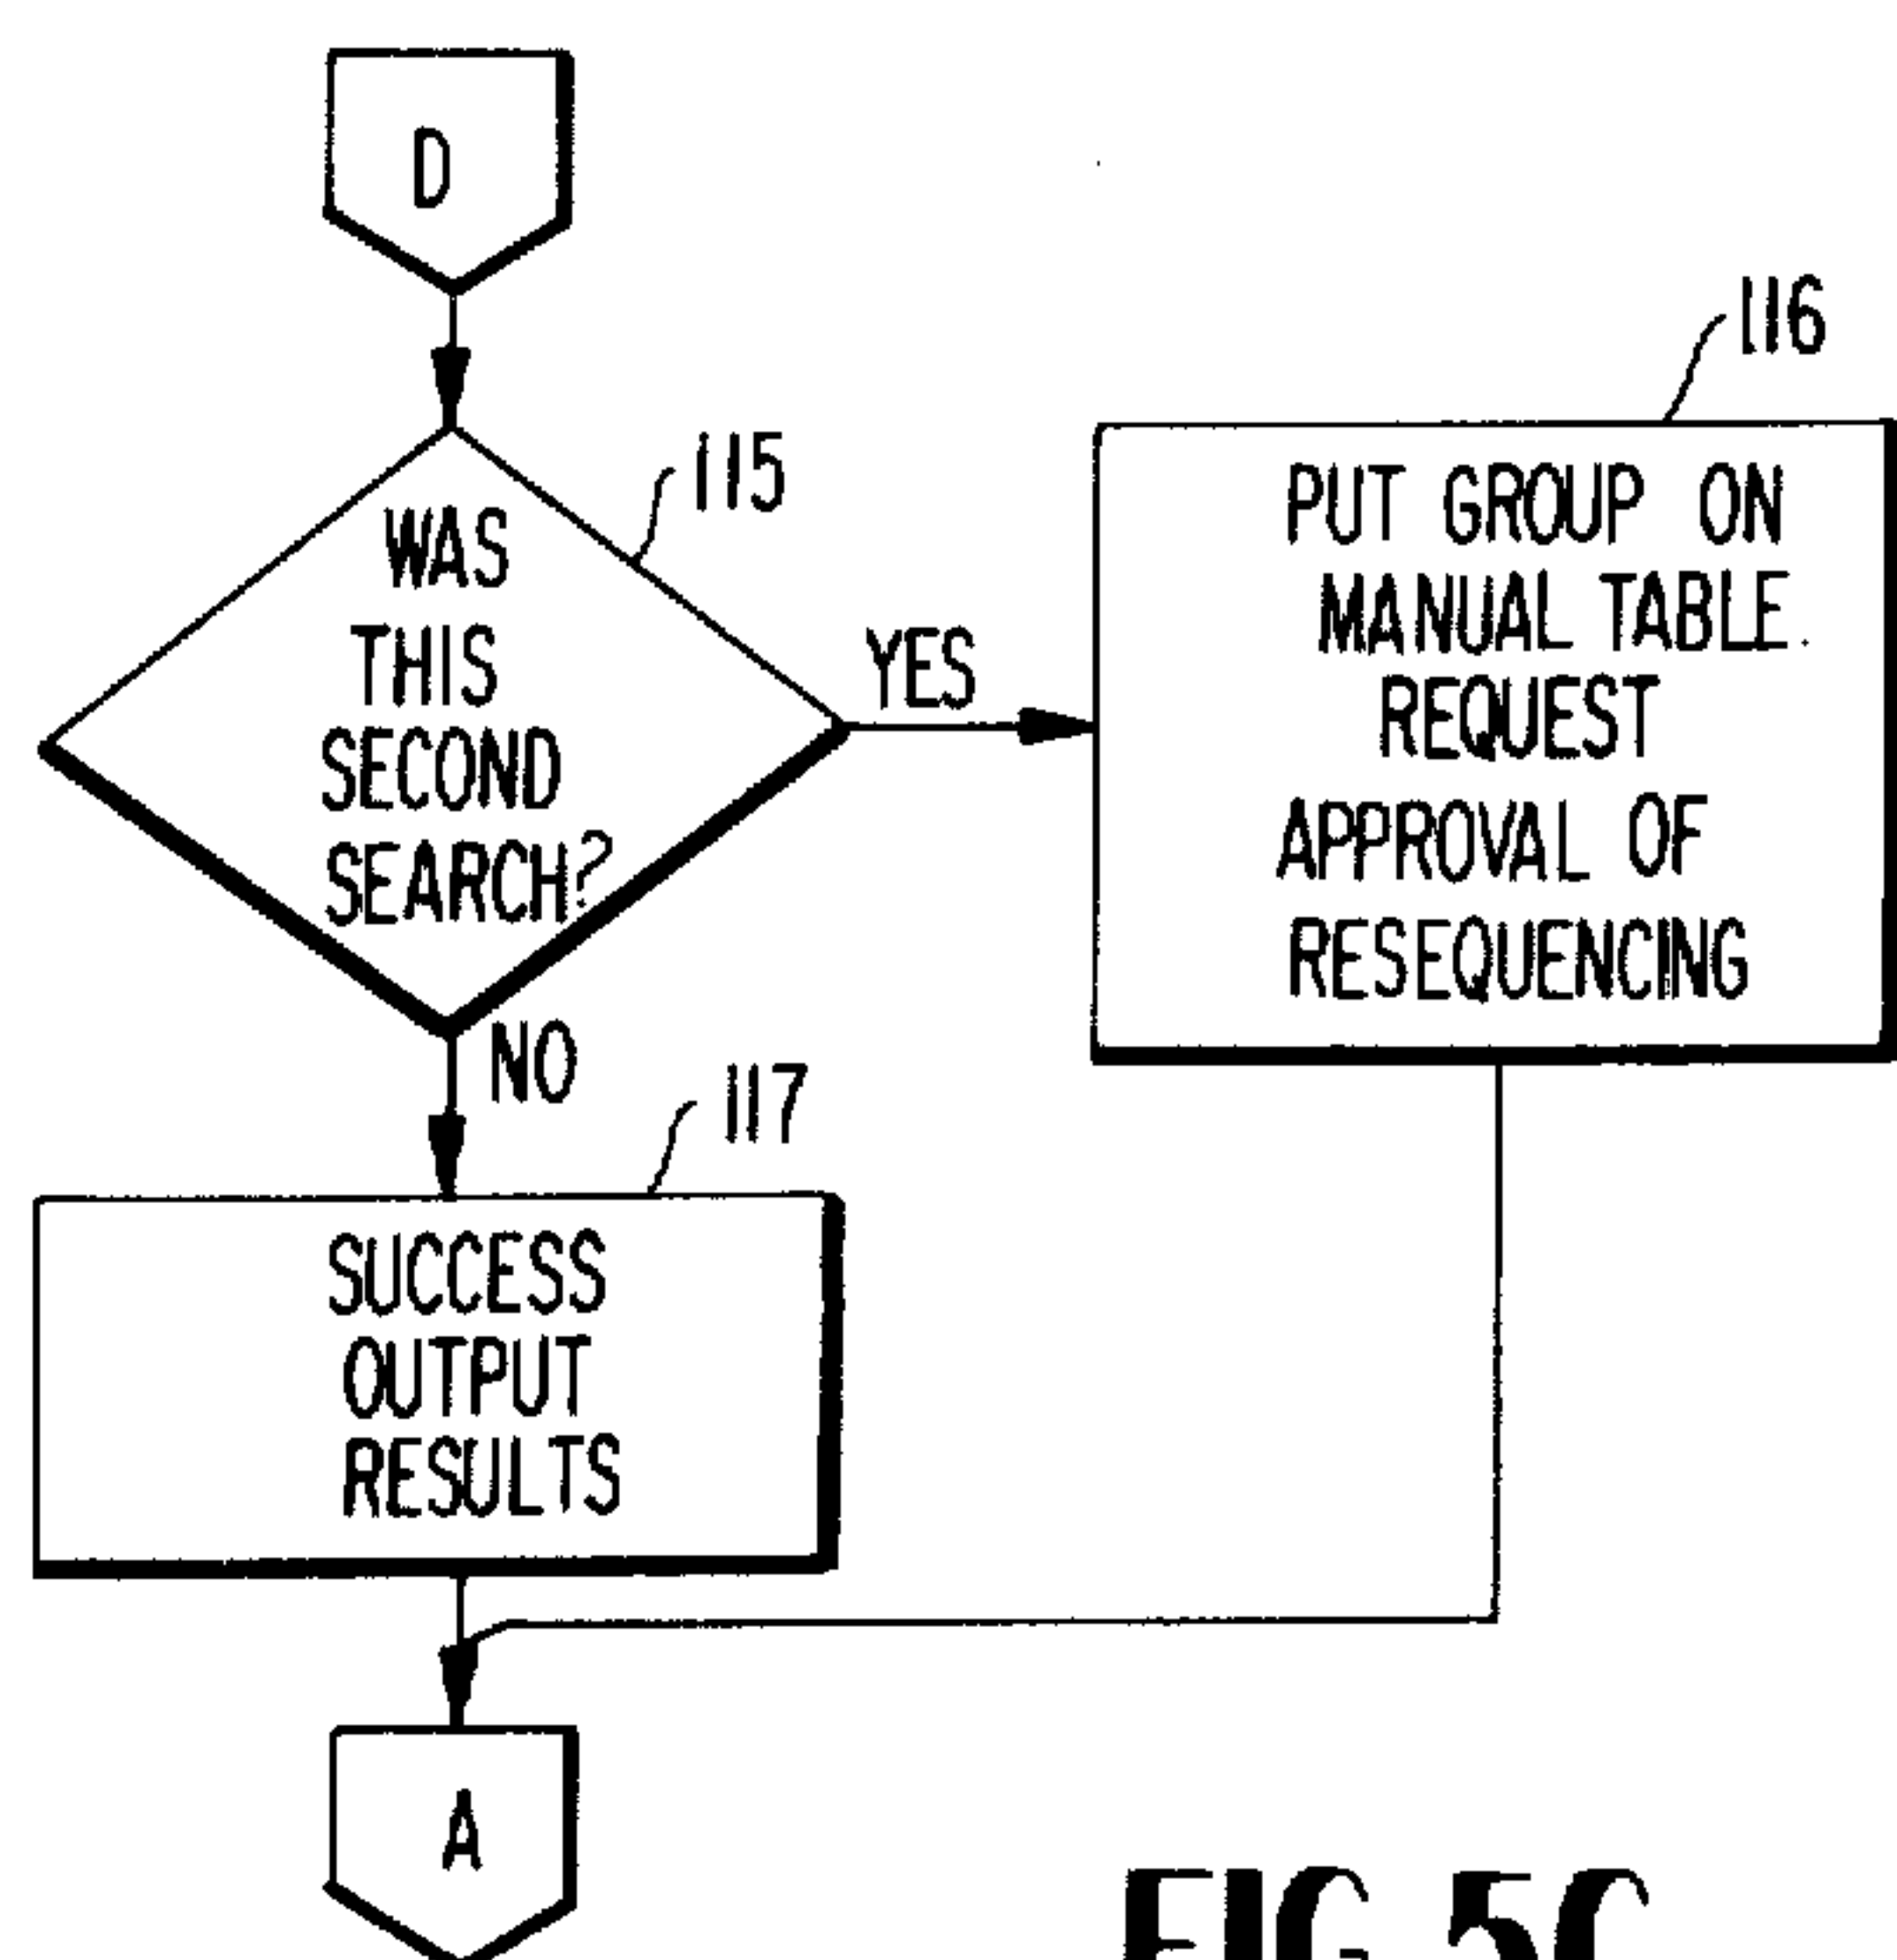 D
116
115
WAS
THIS
SECOND
SEARCH?
YES
PUT GROUP ON
MANUAL TABLE.
REQUEST
APPROVAL OF
RESEQUENCING
NO
117
SUCCESS
OUTPUT
RESULTS
A
FIG. 5C